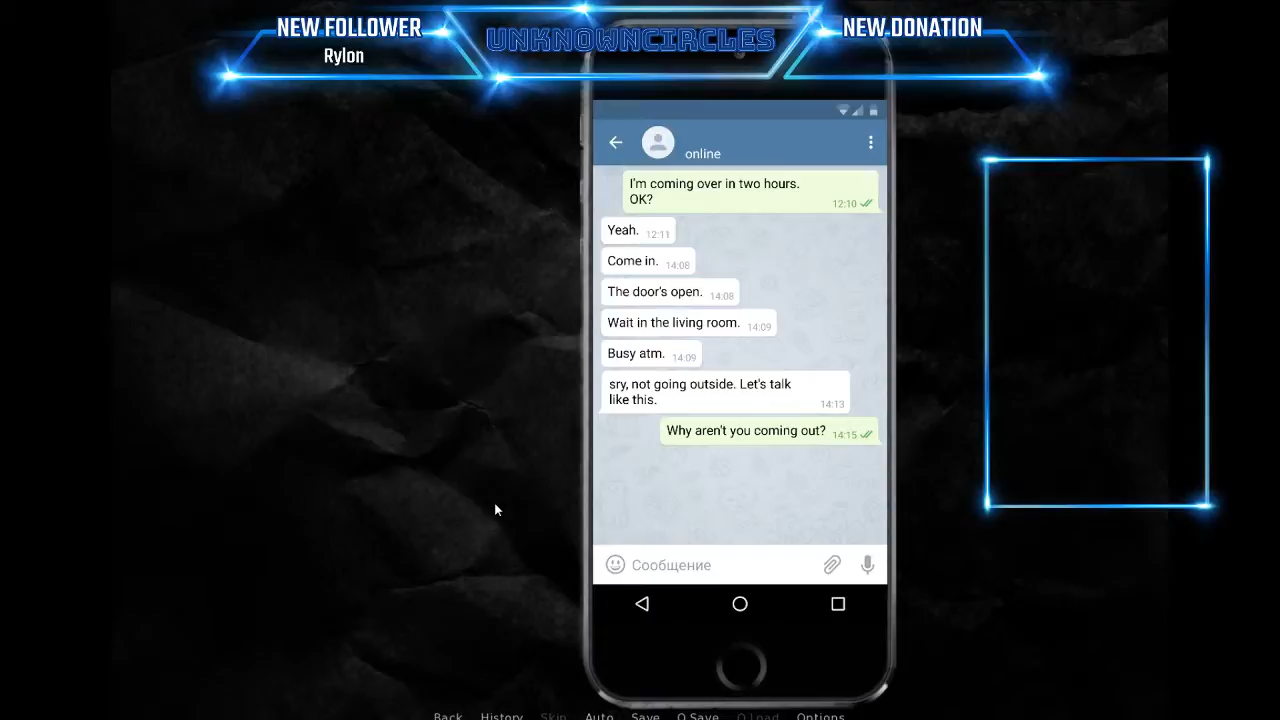 NEW FOLLOWER
Rylon
UNKNOWNCIRCLES
NEW DONATION
online
I'm coming over in two hours.
OK?
12:10
Yeah. 12:11
Come in. 14:08
The door's open. 14:08
Wait in the living room. 14:09
Busy atm. 14:09
sry, not going outside. Let's talk
like this.
14:13
Why aren't you coming out? 14:15
Сообщение
Back History Skip Auto Save Q.Save Q.Load Options